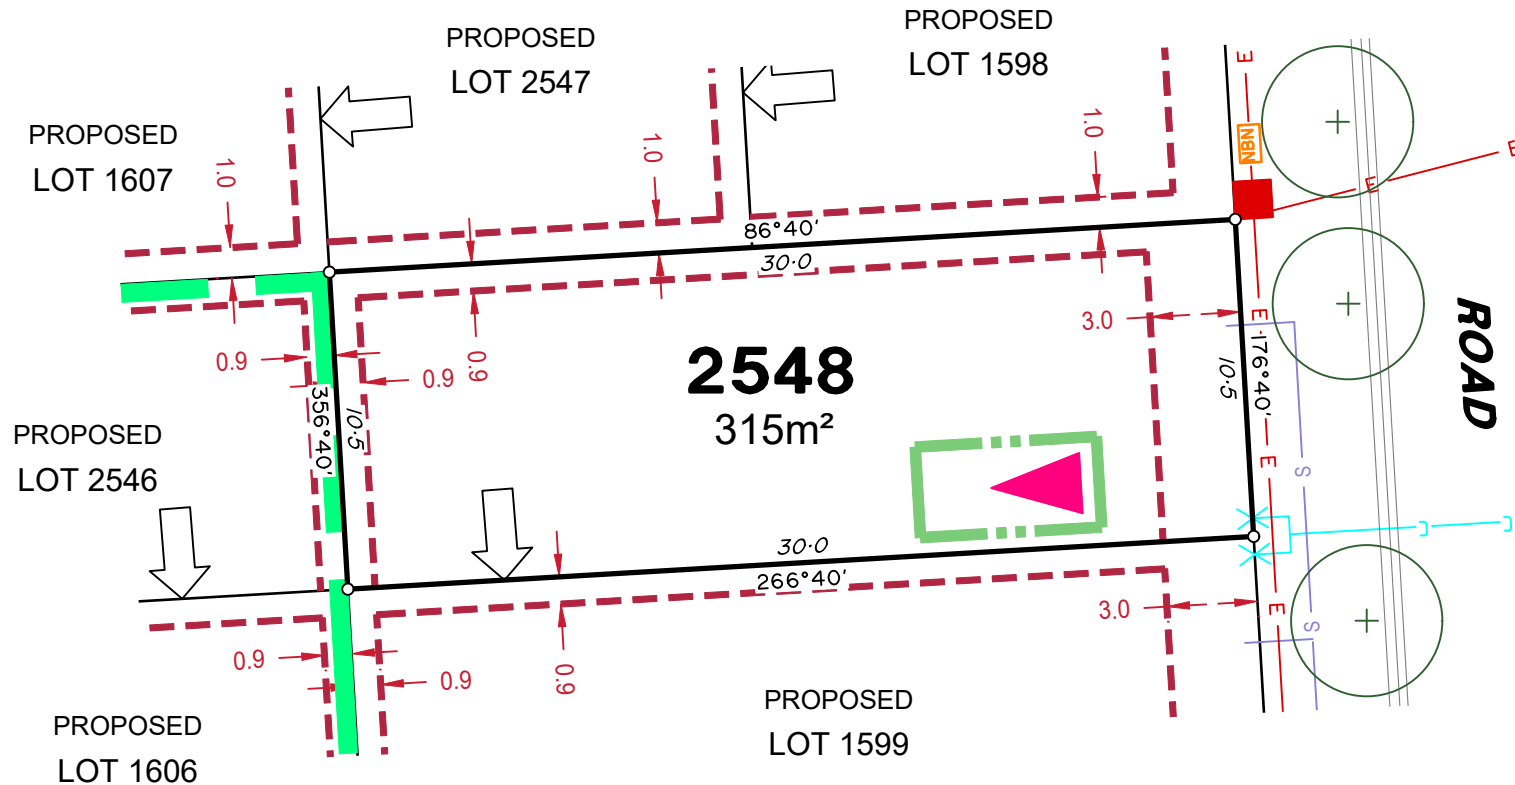 PROPOSED
LOT 1598
PROPOSED
LOT 2547
PROPOSED
LOT 1607
1.0
1.0
1.0
E
NBN
E
E
86°40'
30·0
3.0
E
0.9
0.9
0.9
2548
315m²
10·5
176°40'
ROAD
356°40'
10·5
PROPOSED
LOT 2546
E
S
30·0
266°40'
3.0
E
S
0.9
0.9
0.9
PROPOSED
LOT 1599
PROPOSED
LOT 1606